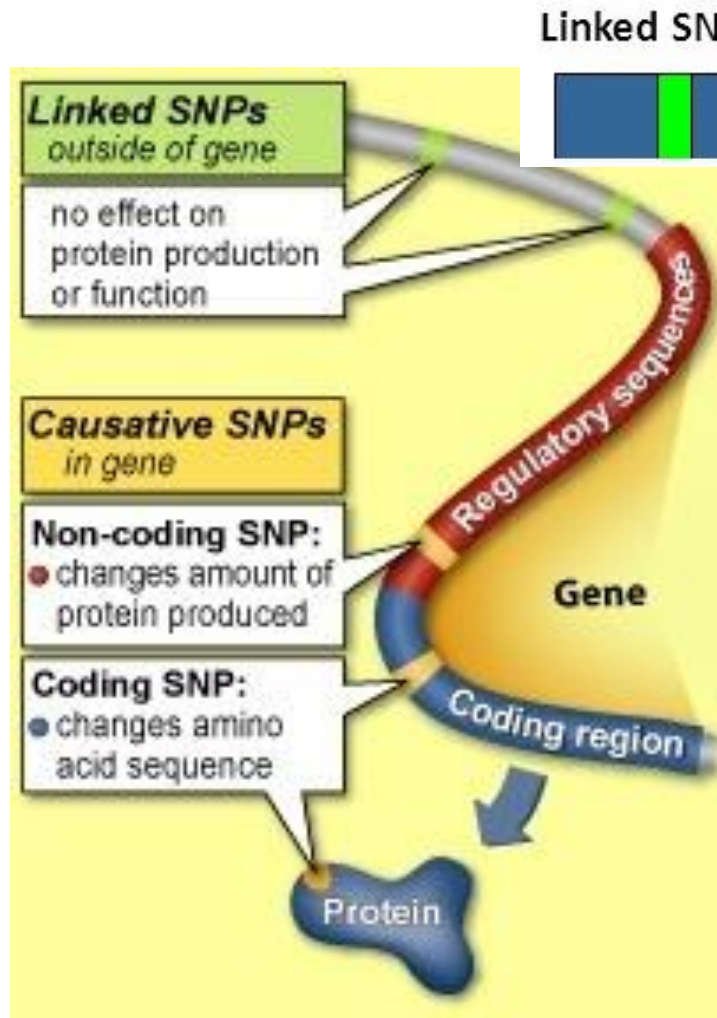 Linked SN
Linked SNPs
outside of gene
no effect on
protein production
or function
Regulatory sequence
Causative SNPs
in gene
Non-coding SNP:
● changes amount of
protein produced
Gene
Coding SNP:
● changes amino
acid sequence
Coding region
Protein